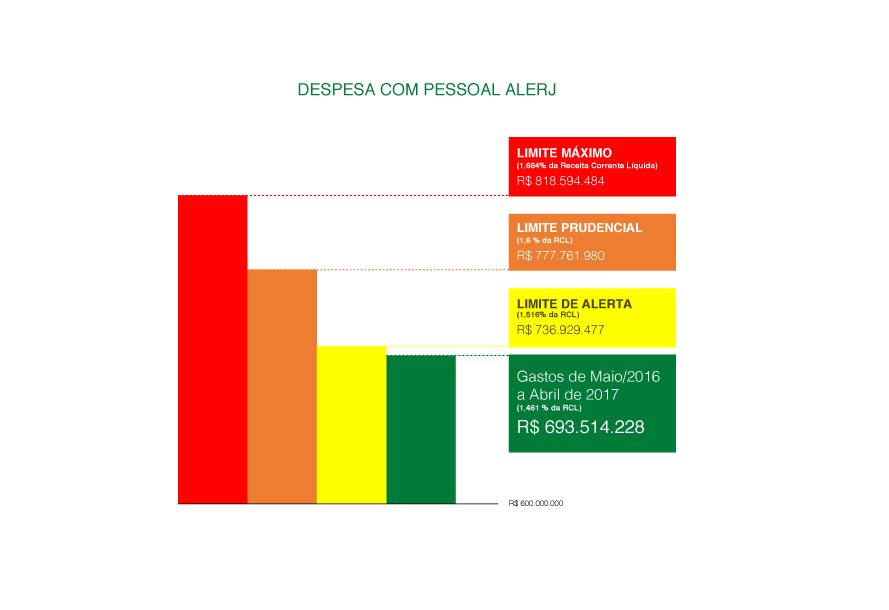 DESPESA COM PESSOAL ALERJ
LIMITE MÁXIMO
(1,684% da Receita Corrente Líquida)
R$ 818.594.484
LIMITE PRUDENCIAL
(1,6 % da RCL)
R$ 777.761.980
LIMITE DE ALERTA
(1,516% da RCL)
R$ 736.929.477
Gastos de Maio/2016
a Abril de 2017
(1,461 % da RCL)
R$ 693.514.228
R$ 600.000.000